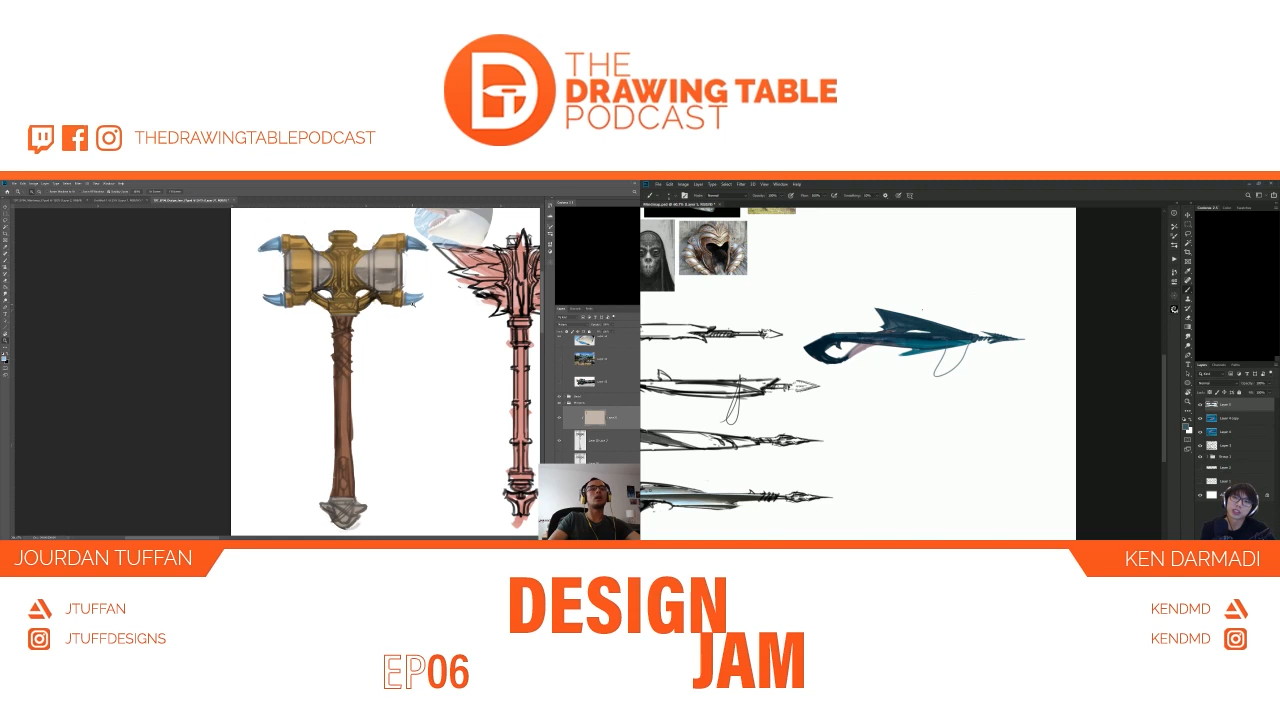 THE
DRAWING TABLE
PODCAST
THEDRAWINGTABLEPODCAST
JOURDAN TUFFAN
KEN DARMADI
JTUFFAN
JTUFFDESIGNS
KENDMD
KENDMD
DESIGN
JAM
EP06